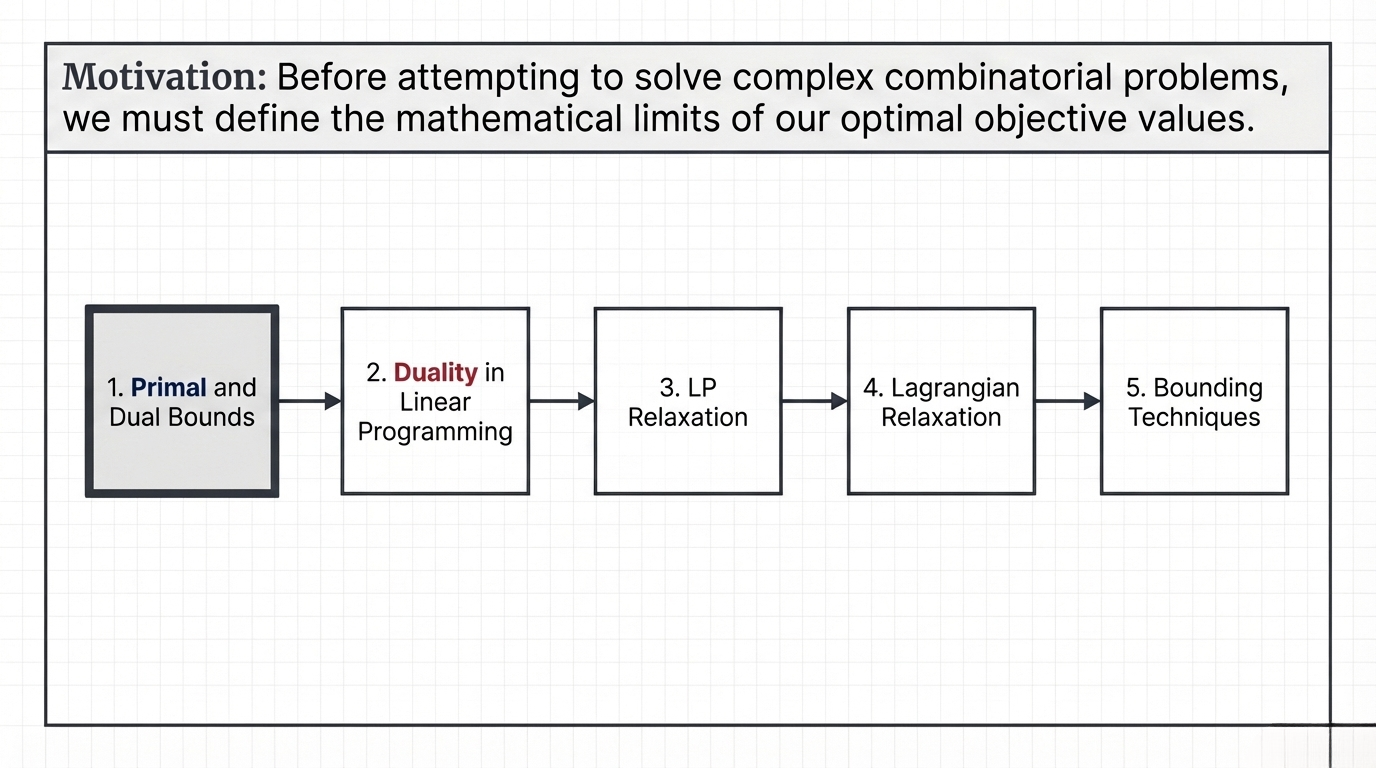 Motivation: Before attempting to solve complex combinatorial problems,
we must define the mathematical limits of our optimal objective values.
1. Primal and
Dual Bounds
2. Duality in
Linear
Programming
3. LP
Relaxation
4. Lagrangian
Relaxation
5. Bounding
Techniques